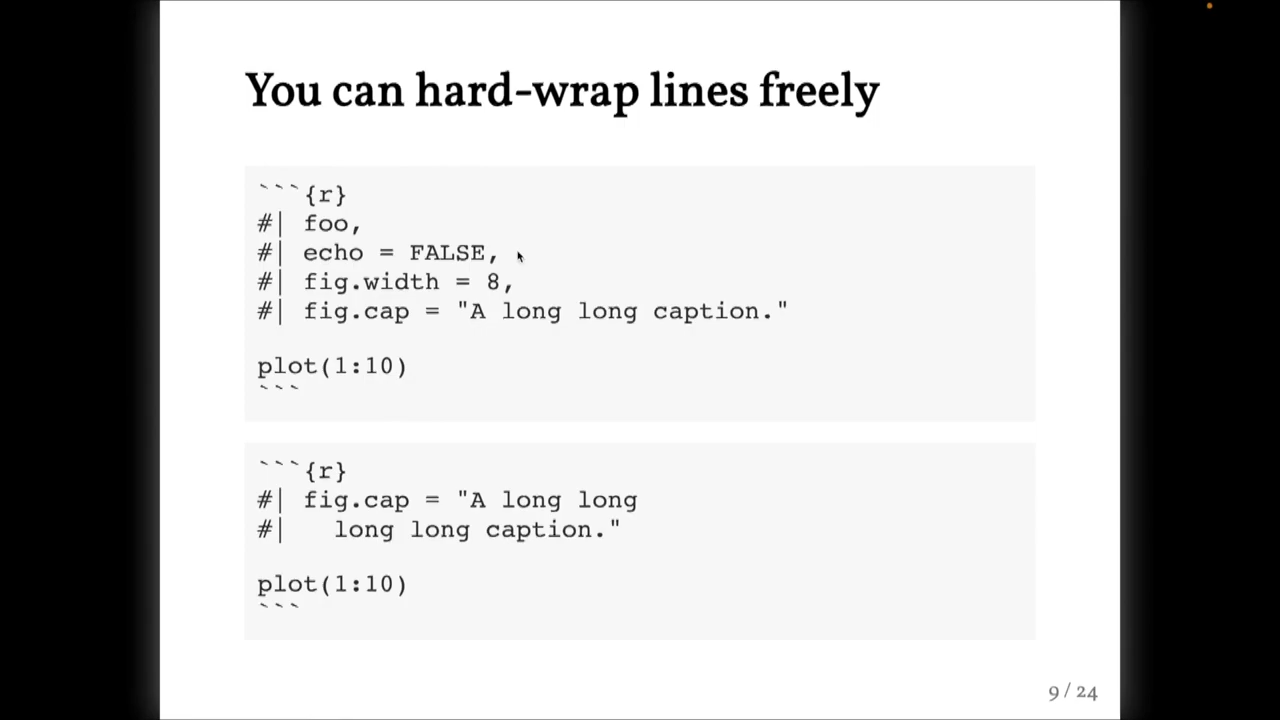 You can hard-wrap lines freely
```{r}
#| foo,
#| echo = FALSE,
#| fig.width = 8,
#| fig.cap = "A long long caption."
plot(1:10)
```
```{r}
#| fig.cap = "A long long
#|   long long caption."
plot(1:10)
```
9 / 24